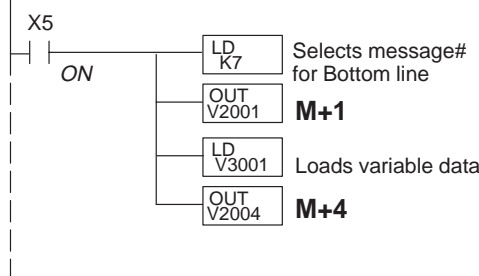 X5
ON
LD
K7
Selects message#
for Bottom line
OUT
V2001
M+1
LD
V3001
Loads variable data
OUT
V2004
M+4